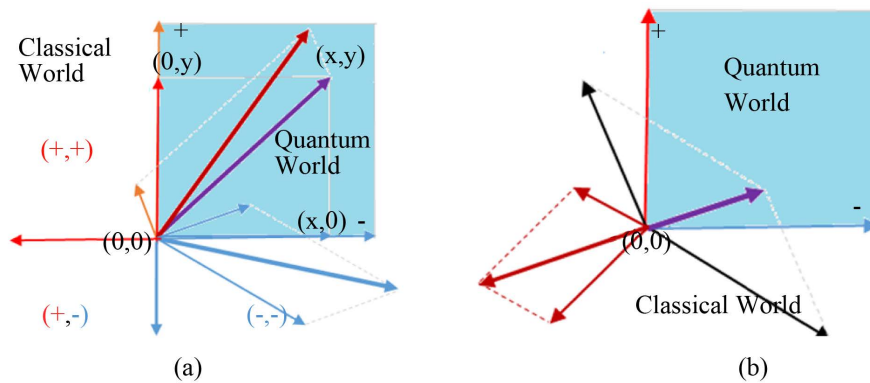 Classical
World
+
(0,y)
(x,y)
(+,+)
Quantum
World
(0,0)
(x,0)
-
(+,-)
(-,-)
(a)
+
Quantum
World
-
(0,0)
Classical World
(b)